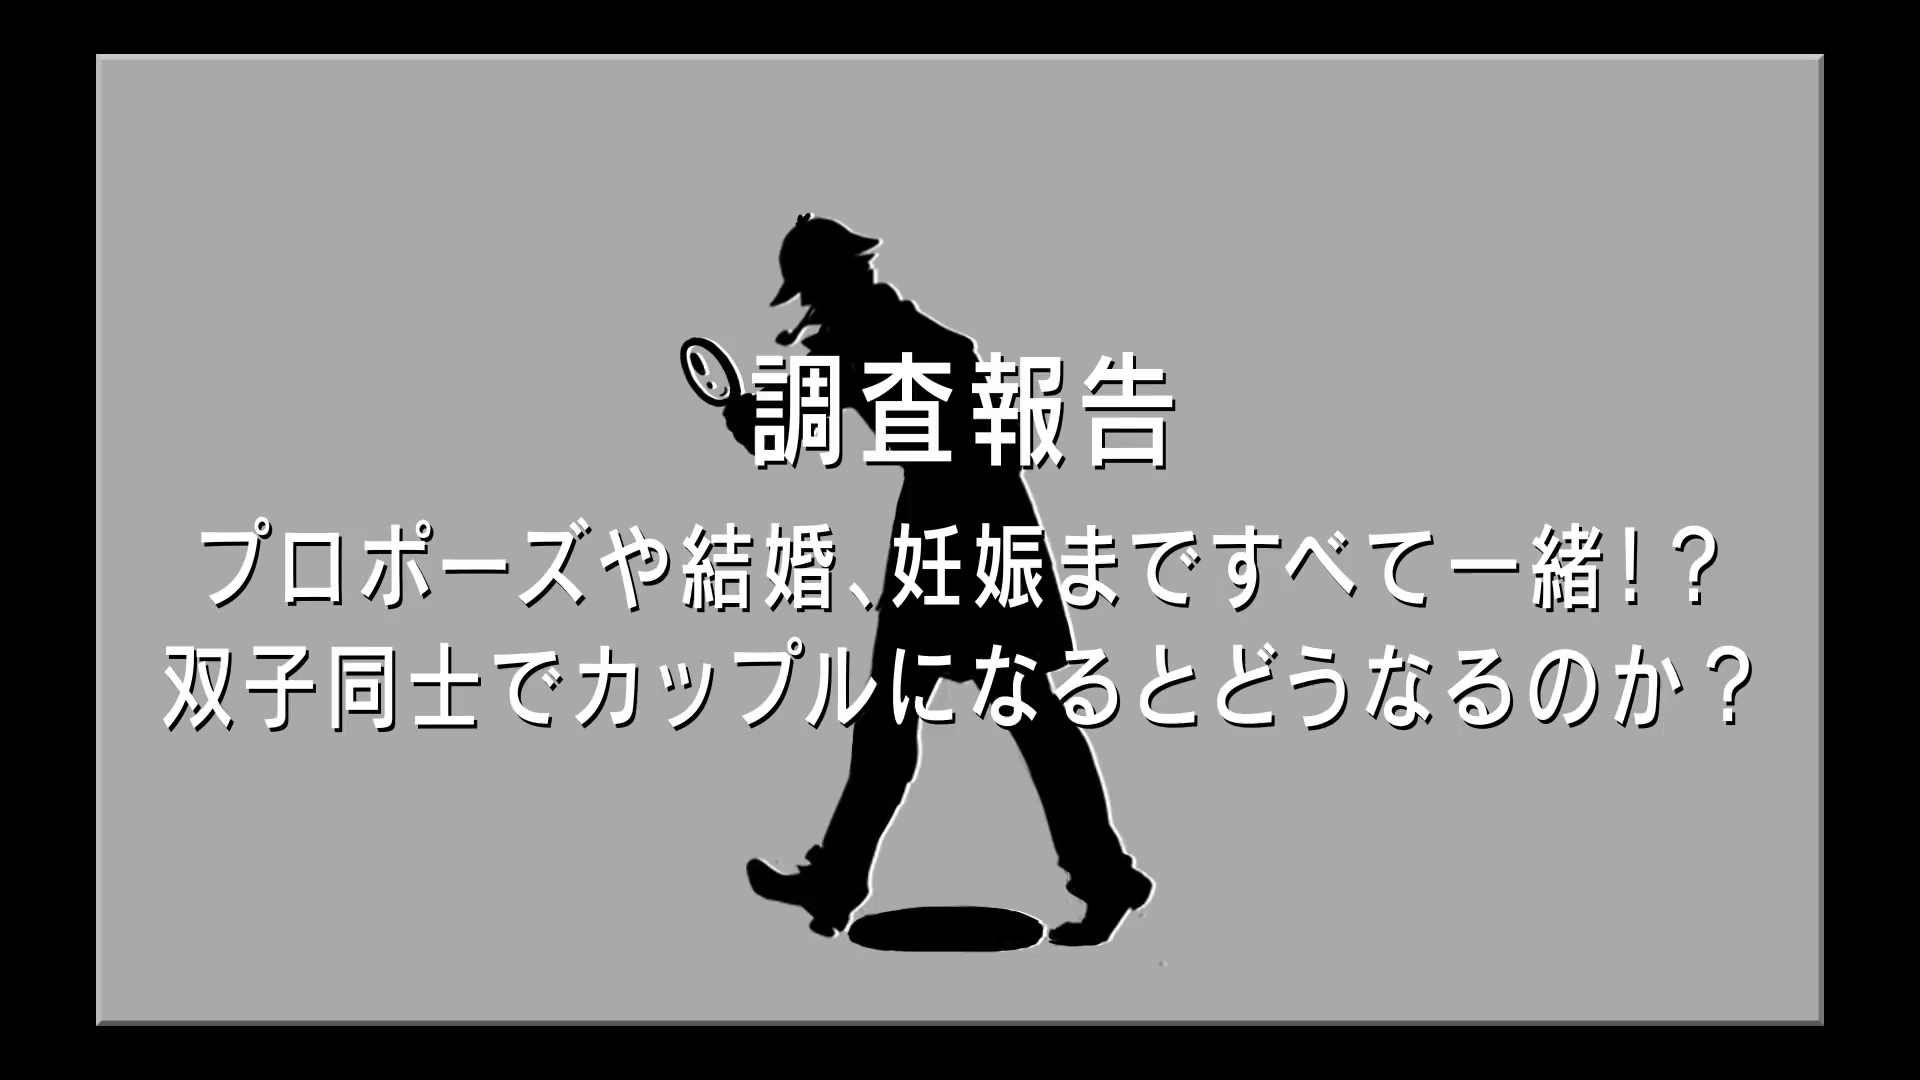 調査報告
プロポーズや結婚、妊娠まですべて一緒！？
双子同士でカップルになるとどうなるのか？